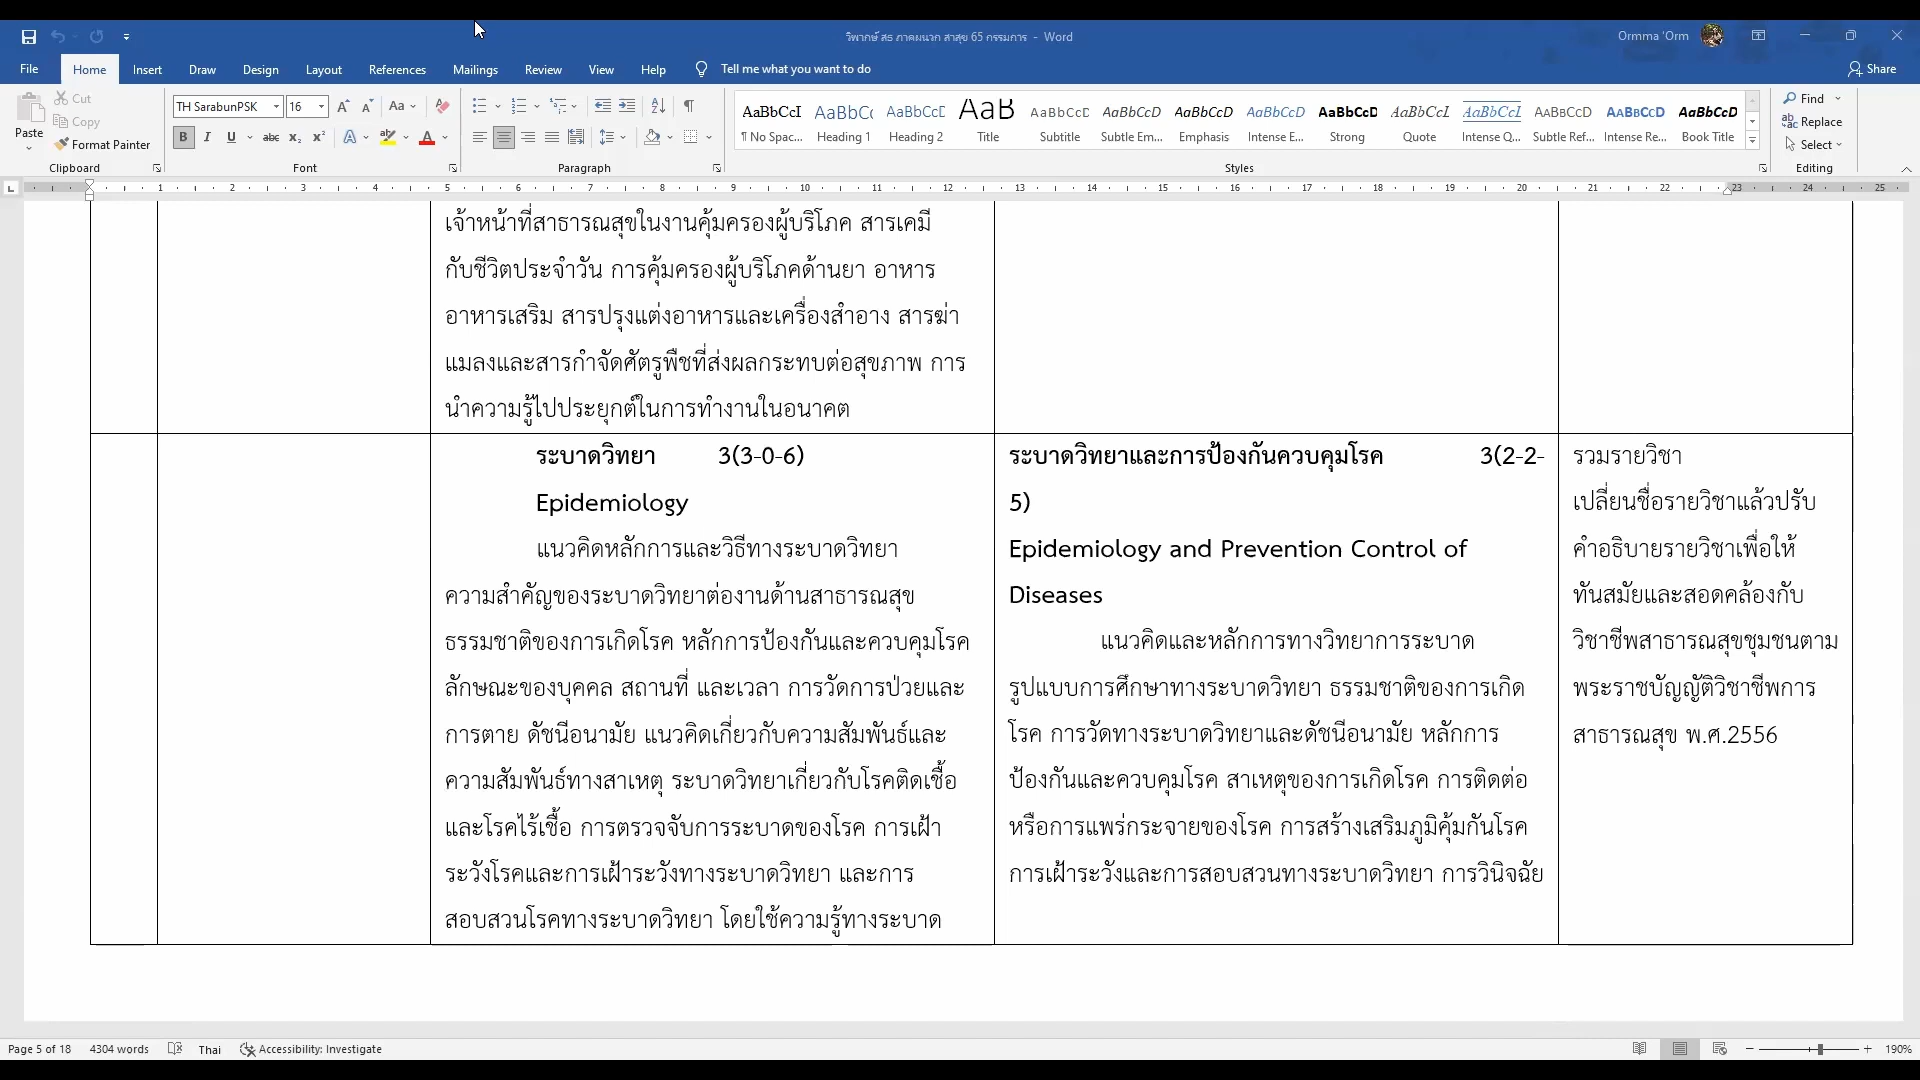 วิพากษ์ สธ ภาคผนวก สาสุข 65 กรรมการ - Word
Ormma 'Orm
File Home Insert Draw Design Layout References Mailings Review View Help Tell me what you want to do
Share
Paste
Cut
Copy
Format Painter
Clipboard
TH SarabunPSK 16
Font
Paragraph
AaBbCcI AaBbCc AaBbCcD AaB AaBbCcD AaBbCcD AaBbCcD AaBbCcD AaBbCcD AaBbCcL AaBbCcL AaBbCcD AaBbCcD AaBbCcD
¶ No Spac... Heading 1 Heading 2 Title Subtitle Subtle Em... Emphasis Intense E... Strong Quote Intense Q... Subtle Ref... Intense Re... Book Title
Styles
Find
Replace
Select
Editing
1 2 3 4 5 6 7 8 9 10 11 12 13 14 15 16 17 18 19 20 21 22 23 24 25
เจ้าหน้าที่สาธารณสุขในงานคุ้มครองผู้บริโภค สารเคมี
กับชีวิตประจำวัน การคุ้มครองผู้บริโภคด้านยา อาหาร
อาหารเสริม สารปรุงแต่งอาหารและเครื่องสำอาง สารฆ่า
แมลงและสารกำจัดศัตรูพืชที่ส่งผลกระทบต่อสุขภาพ การ
นำความรู้ไปประยุกต์ในการทำงานในอนาคต
ระบาดวิทยา 3(3-0-6)
Epidemiology
แนวคิดหลักการและวิธีทางระบาดวิทยา
ความสำคัญของระบาดวิทยาต่องานด้านสาธารณสุข
ธรรมชาติของการเกิดโรค หลักการป้องกันและควบคุมโรค
ลักษณะของบุคคล สถานที่ และเวลา การวัดการป่วยและ
การตาย ดัชนีอนามัย แนวคิดเกี่ยวกับความสัมพันธ์และ
ความสัมพันธ์ทางสาเหตุ ระบาดวิทยาเกี่ยวกับโรคติดเชื้อ
และโรคไร้เชื้อ การตรวจจับการระบาดของโรค การเฝ้า
ระวังโรคและการเฝ้าระวังทางระบาดวิทยา และการ
สอบสวนโรคทางระบาดวิทยา โดยใช้ความรู้ทางระบาด
ระบาดวิทยาและการป้องกันควบคุมโรค 3(2-2-
5)
Epidemiology and Prevention Control of
Diseases
แนวคิดและหลักการทางวิทยาการระบาด
รูปแบบการศึกษาทางระบาดวิทยา ธรรมชาติของการเกิด
โรค การวัดทางระบาดวิทยาและดัชนีอนามัย หลักการ
ป้องกันและควบคุมโรค สาเหตุของการเกิดโรค การติดต่อ
หรือการแพร่กระจายของโรค การสร้างเสริมภูมิคุ้มกันโรค
การเฝ้าระวังและการสอบสวนทางระบาดวิทยา การวินิจฉัย
รวมรายวิชา
เปลี่ยนชื่อรายวิชาแล้วปรับ
คำอธิบายรายวิชาเพื่อให้
ทันสมัยและสอดคล้องกับ
วิชาชีพสาธารณสุขชุมชนตาม
พระราชบัญญัติวิชาชีพการ
สาธารณสุข พ.ศ.2556
Page 5 of 18 4304 words Thai Accessibility: Investigate
190%